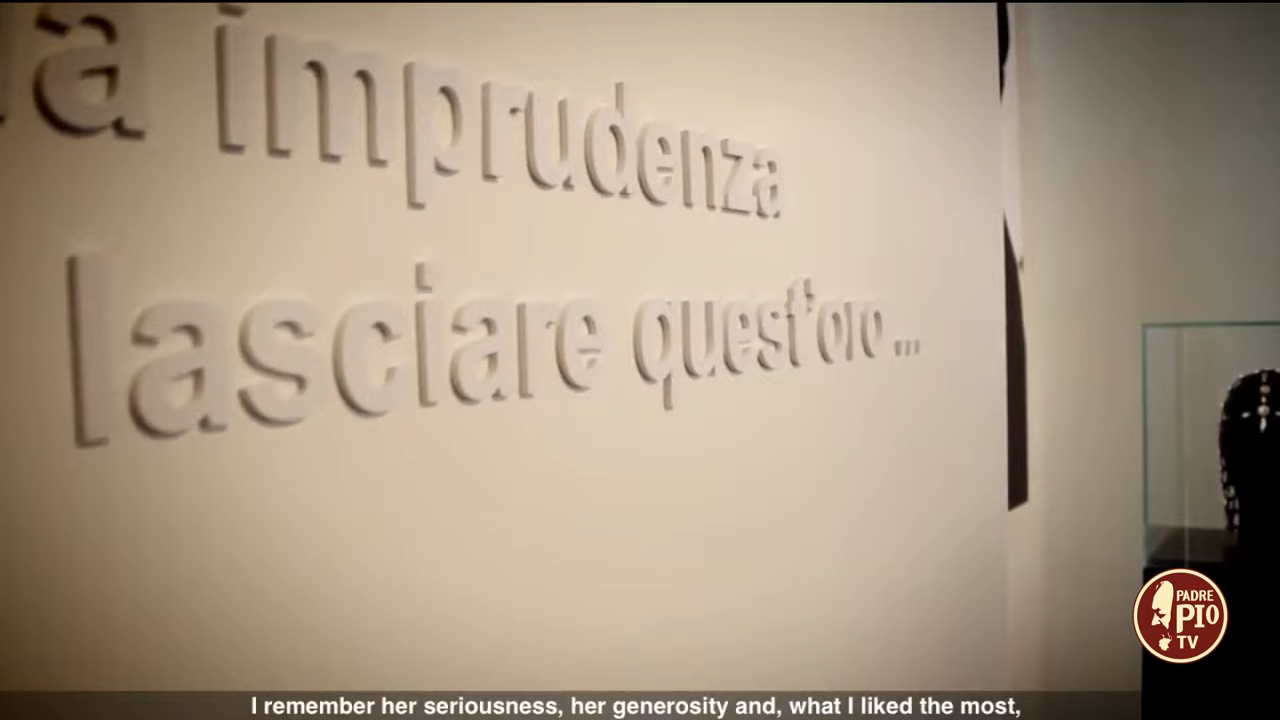 a imprudenza
lasciare quest'oro...
PADRE
PIO
TV
I remember her seriousness, her generosity and, what I liked the most,